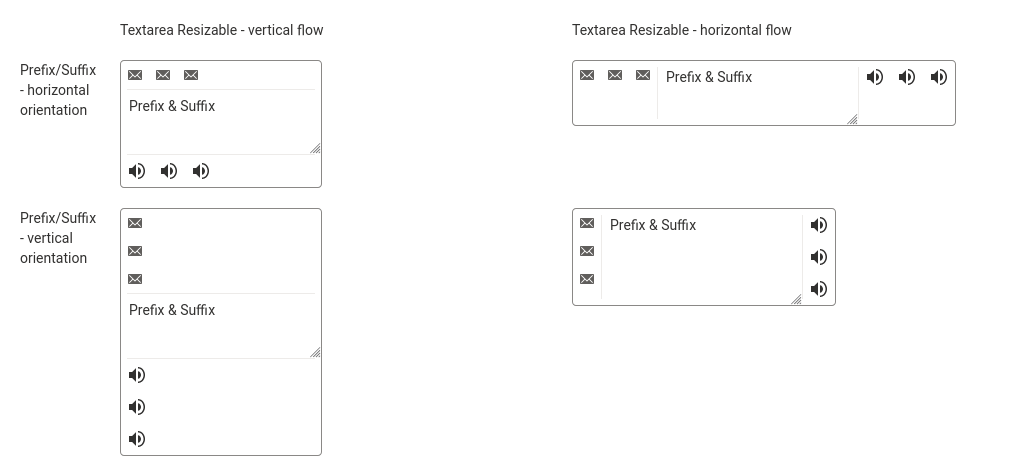 Textarea Resizable - vertical flow
Textarea Resizable - horizontal flow
Prefix/Suffix
- horizontal
orientation
Prefix & Suffix
Prefix & Suffix
Prefix/Suffix
- vertical
orientation
Prefix & Suffix
Prefix & Suffix